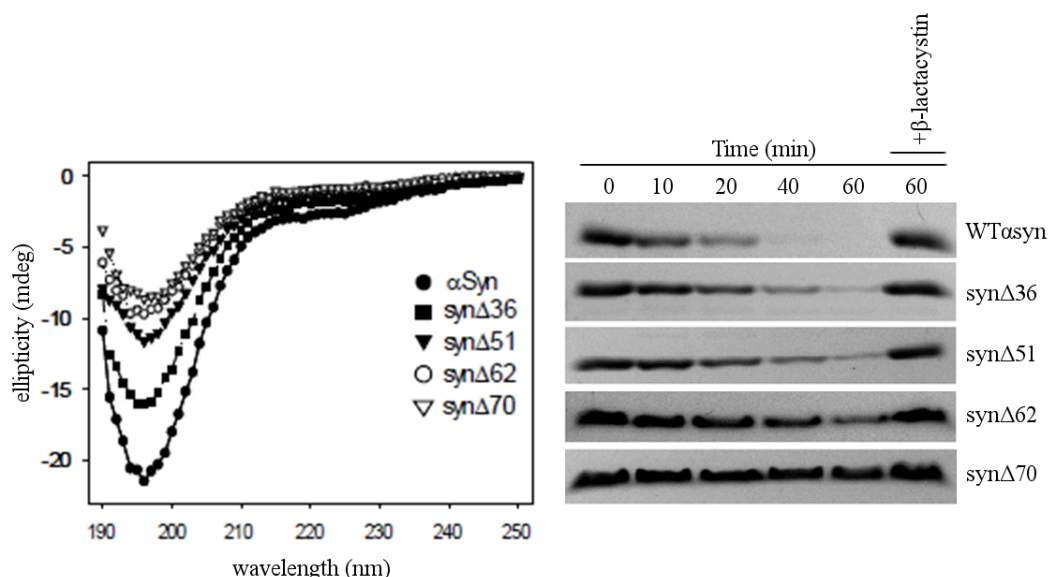 0
-5
-10
-15
-20
ellipticity (mdeg)
190 200 210 220 230 240 250
wavelength (nm)
αSyn
synΔ36
synΔ51
synΔ62
synΔ70
+β-lactacystin
Time (min)
0 10 20 40 60 60
WTαsyn
synΔ36
synΔ51
synΔ62
synΔ70